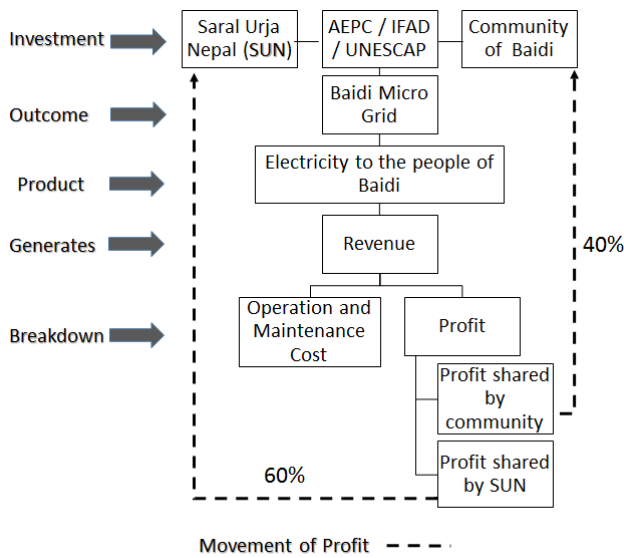 Investment
Saral Urja
Nepal (SUN)
AEPC / IFAD
/ UNESCAP
Community
of Baidi
Outcome
Baidi Micro
Grid
Product
Electricity to the people of
Baidi
Generates
Revenue
40%
Breakdown
Operation and
Maintenance
Cost
Profit
Profit shared
by
community
60%
Profit shared
by SUN
Movement of Profit